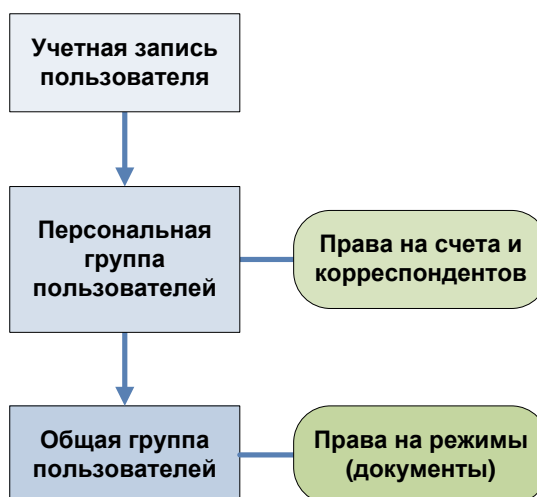 Учетная запись
пользователя
Персональная
группа
пользователей
Права на счета и
корреспондентов
Общая группа
пользователей
Права на режимы
(документы)